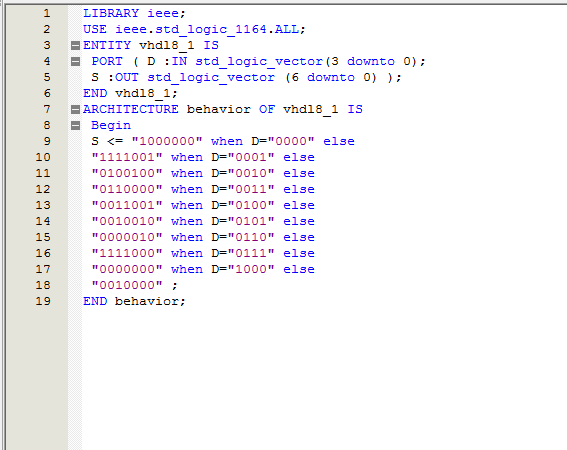 1 LIBRARY ieee;
2 USE ieee.std_logic_1164.ALL;
3 ENTITY vhdl8_1 IS
4 PORT ( D :IN std_logic_vector(3 downto 0);
5 S :OUT std_logic_vector (6 downto 0) );
6 END vhdl8_1;
7 ARCHITECTURE behavior OF vhdl8_1 IS
8 Begin
9 S <= "1000000" when D="0000" else
10 "1111001" when D="0001" else
11 "0100100" when D="0010" else
12 "0110000" when D="0011" else
13 "0011001" when D="0100" else
14 "0010010" when D="0101" else
15 "0000010" when D="0110" else
16 "1111000" when D="0111" else
17 "0000000" when D="1000" else
18 "0010000" ;
19 END behavior;